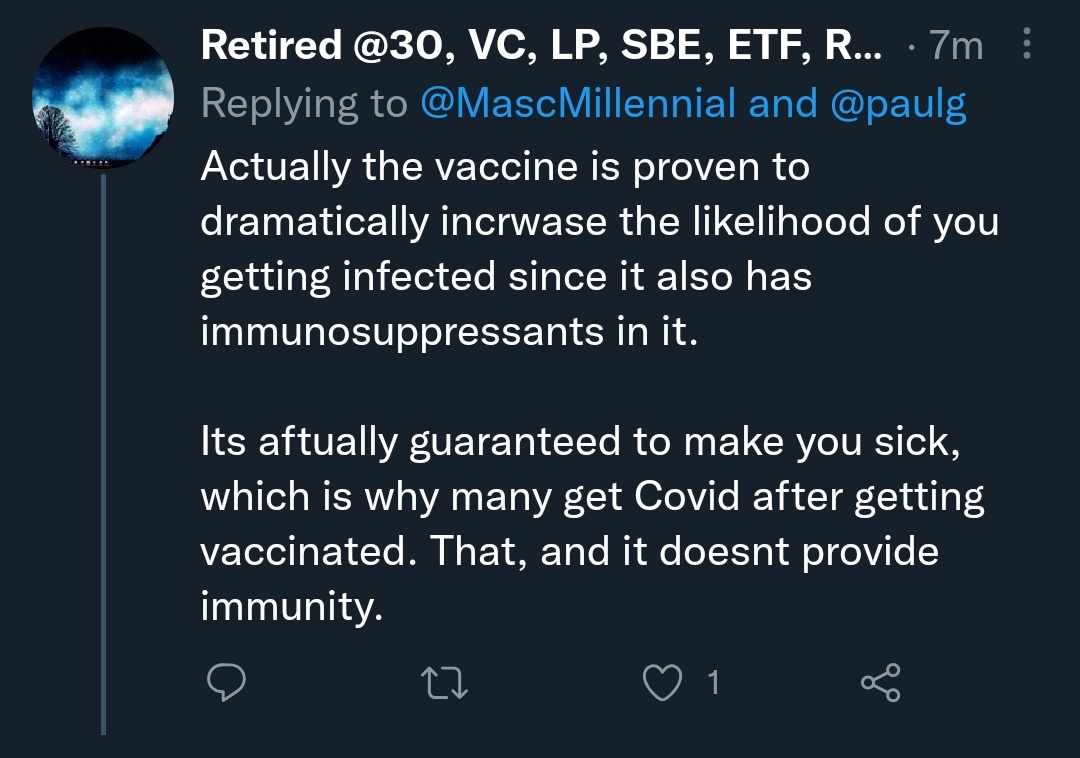 Retired @30, VC, LP, SBE, ETF, R... · 7m
Replying to @MascMillennial and @paulg
Actually the vaccine is proven to
dramatically incrwase the likelihood of you
getting infected since it also has
immunosuppressants in it.
Its aftually guaranteed to make you sick,
which is why many get Covid after getting
vaccinated. That, and it doesnt provide
immunity.
1